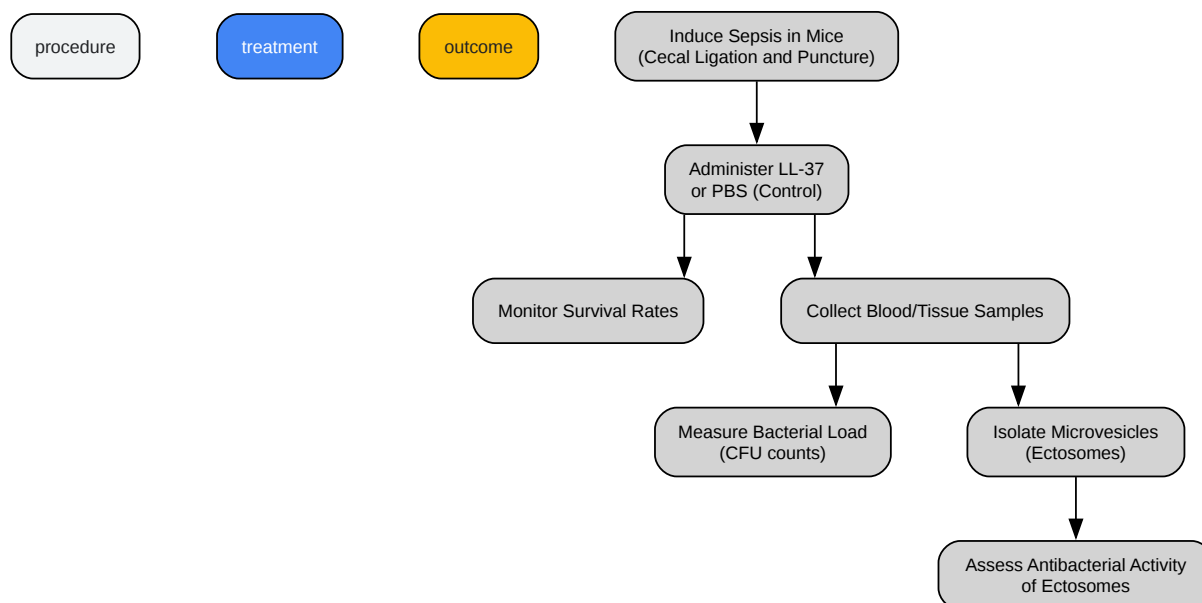 procedure
treatment
outcome
Induce Sepsis in Mice
(Cecal Ligation and Puncture)
Administer LL-37
or PBS (Control)
Monitor Survival Rates
Collect Blood/Tissue Samples
Measure Bacterial Load
(CFU counts)
Isolate Microvesicles
(Ectosomes)
Assess Antibacterial Activity
of Ectosomes